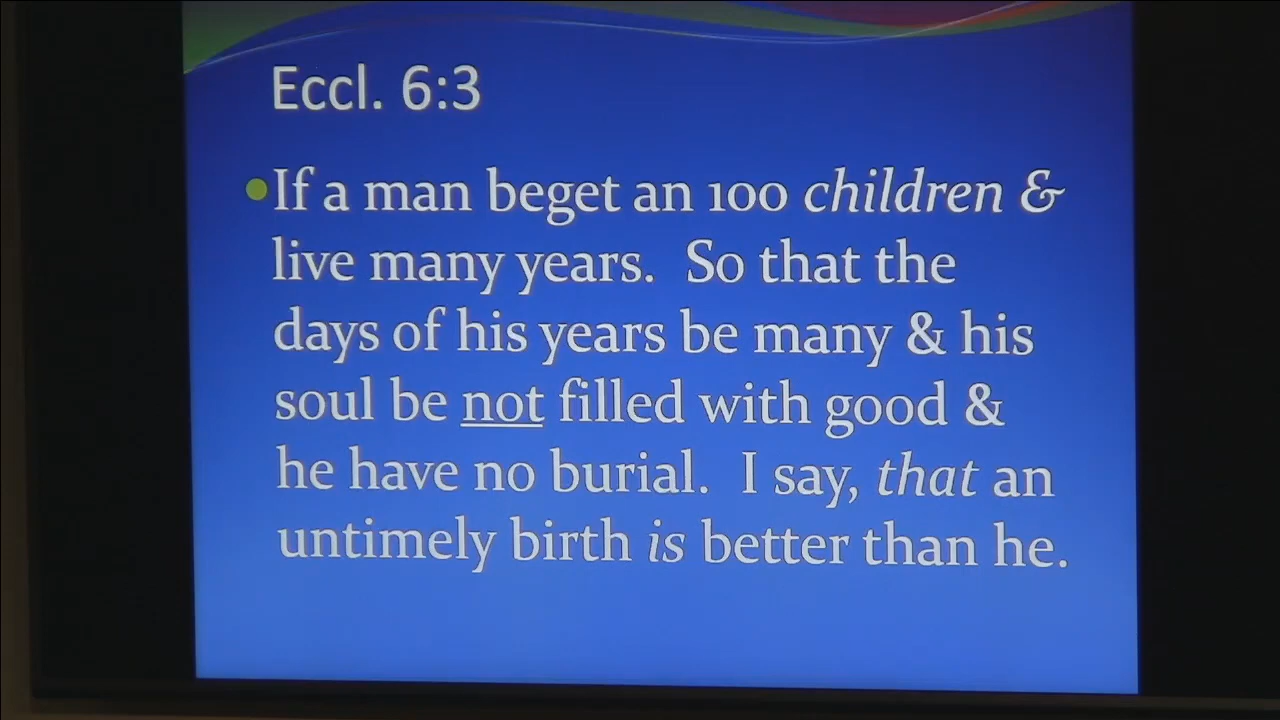 Eccl. 6:3
If a man beget an 100 children &
live many years. So that the
days of his years be many & his
soul be not filled with good &
he have no burial. I say, that an
untimely birth is better than he.